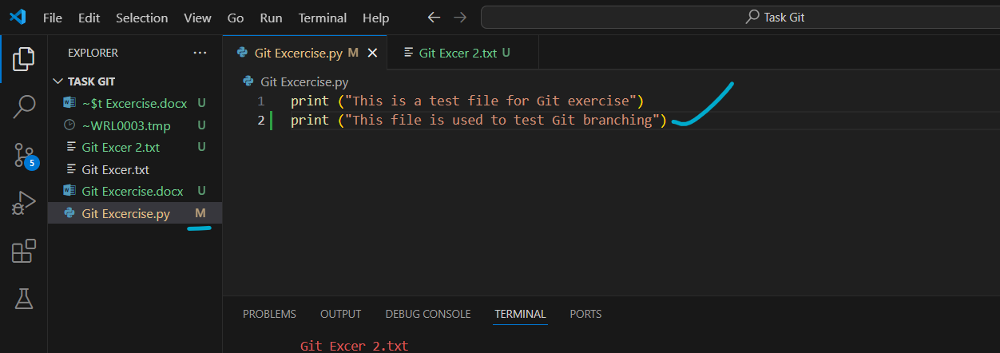 File Edit Selection View Go Run Terminal Help
Task Git
EXPLORER ...
TASK GIT
~$t Excercise.docx U
~WRL0003.tmp U
Git Excer 2.txt U
Git Excer.txt
Git Excercise.docx U
Git Excercise.py M
5
Git Excercise.py M
Git Excer 2.txt U
Git Excercise.py
1 print ("This is a test file for Git exercise")
2 print ("This file is used to test Git branching")
PROBLEMS OUTPUT DEBUG CONSOLE TERMINAL PORTS
Git Excer 2.txt